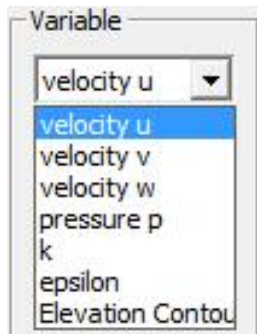 Variable
velocity u
velocity u
velocity v
velocity w
pressure p
k
epsilon
Elevation Contou